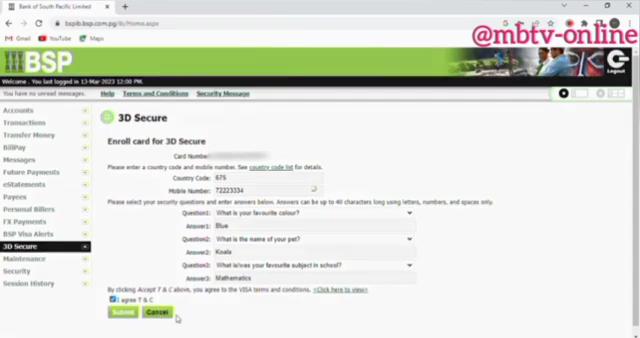 Bank of South Pacific Limited
bspib.bsp.com.pg/ib/Home.aspx
Gmail YouTube Maps
@mbtv-online
BSP
Logout
Welcome . You last logged in 13-Mar-2023 12:00 PM.
You have no unread messages.
Help Terms and Conditions Security Message
Accounts
Transactions
Transfer Money
BillPay
Messages
Future Payments
eStatements
Payees
Personal Billers
FX Payments
BSP Visa Alerts
3D Secure
Maintenance
Security
Session History
3D Secure
Enroll card for 3D Secure
Card Number
Please enter a country code and mobile number. See country code list for details.
Country Code: 675
Mobile Number: 72223334
Please select your security questions and enter answers below. Answers can be up to 40 characters long using letters, numbers, and spaces only.
Question1: What is your favourite colour?
Answer1: Blue
Question2: What is the name of your pet?
Answer2: Koala
Question3: What is/was your favourite subject in school?
Answer3: Mathematics
By clicking Accept T & C above, you agree to the VISA terms and conditions. <Click here to view>
I agree T & C
Submit Cancel